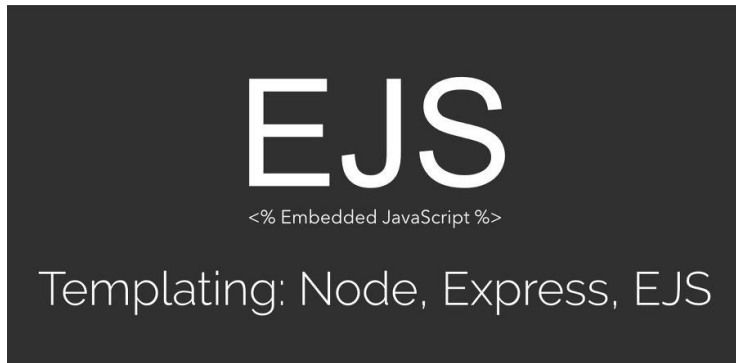 EJS
<% Embedded JavaScript %>
Templating: Node, Express, EJS